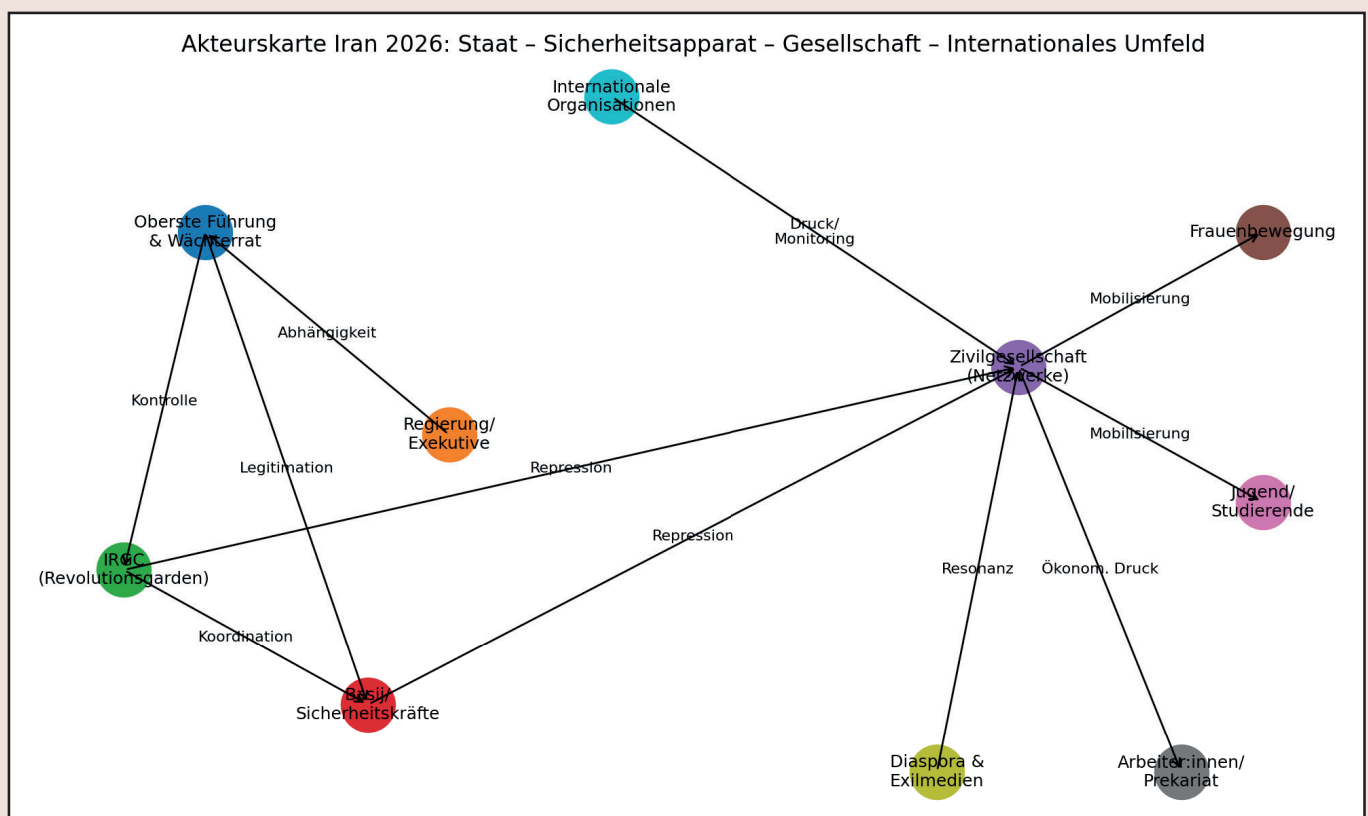 Akteurskarte Iran 2026: Staat – Sicherheitsapparat – Gesellschaft – Internationales Umfeld
Internationale
Organisationen
Oberste Führung
& Wächterrat
Druck/
Monitoring
Frauenbewegung
Mobilisierung
Abhängigkeit
Zivilgesellschaft
(Netzwerke)
Kontrolle
Regierung/
Exekutive
Mobilisierung
Legitimation
Repression
Jugend/
Studierende
Repression
IRGC
(Revolutionsgarden)
Resonanz
Ökonom. Druck
Koordination
Basij/
Sicherheitskräfte
Diaspora &
Exilmedien
Arbeiter:innen/
Prekariat